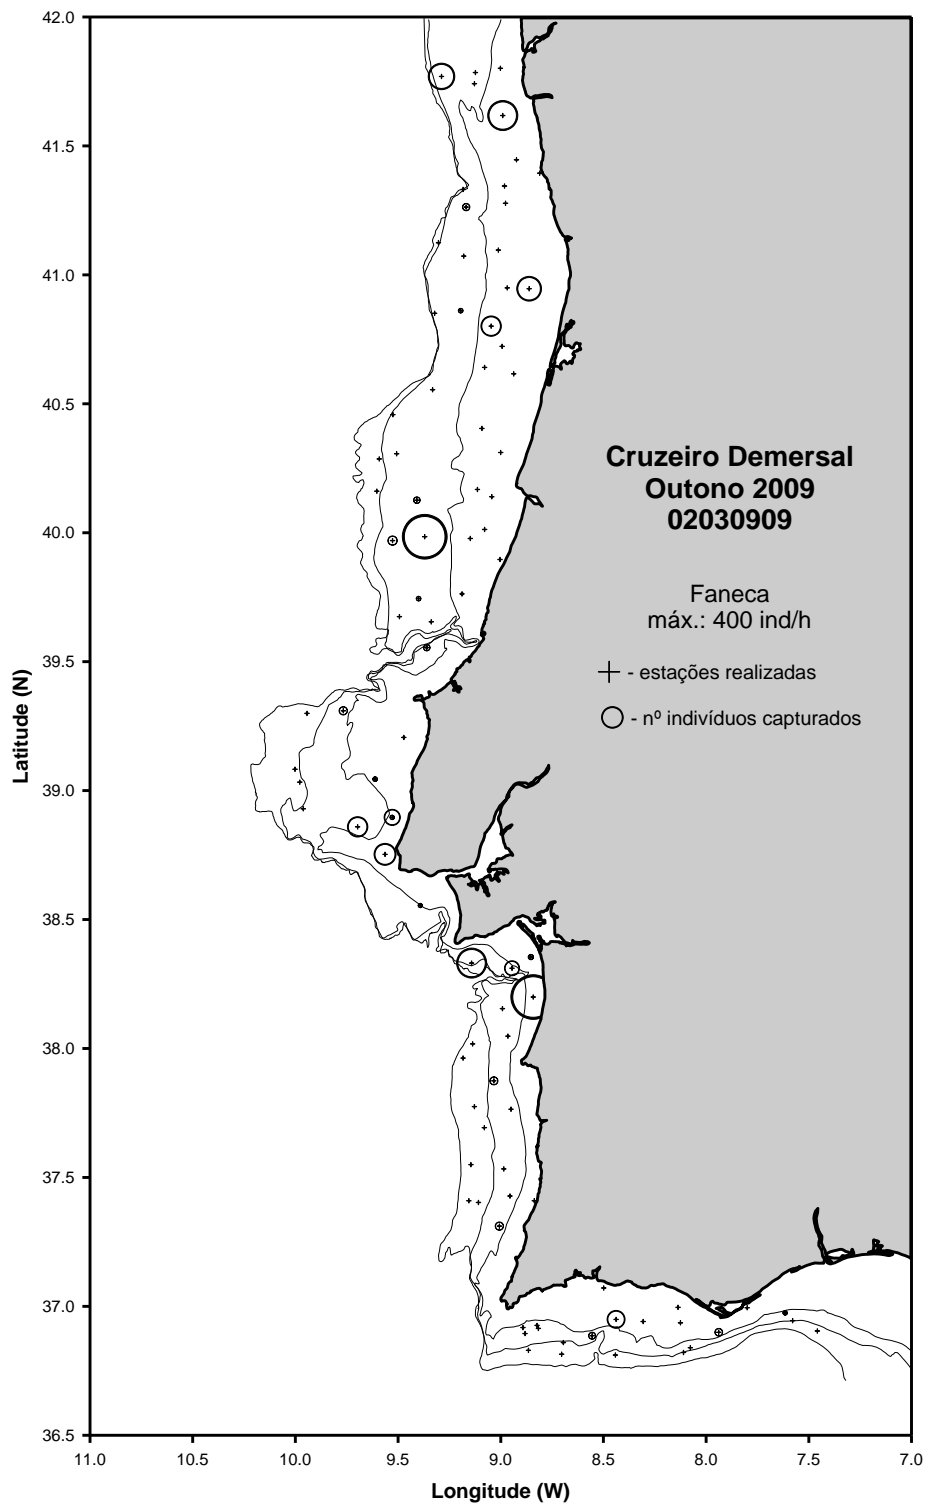 42.0
41.5
41.0
40.5
40.0
39.5
39.0
38.5
38.0
37.5
37.0
36.5
Latitude (N)
Cruzeiro Demersal
Outono 2009
02030909
Faneca
máx.: 400 ind/h
- estações realizadas
- nº indivíduos capturados
11.0 10.0 9.5 9.0 8.5 8.0 7.5 7.0
Longitude (W)